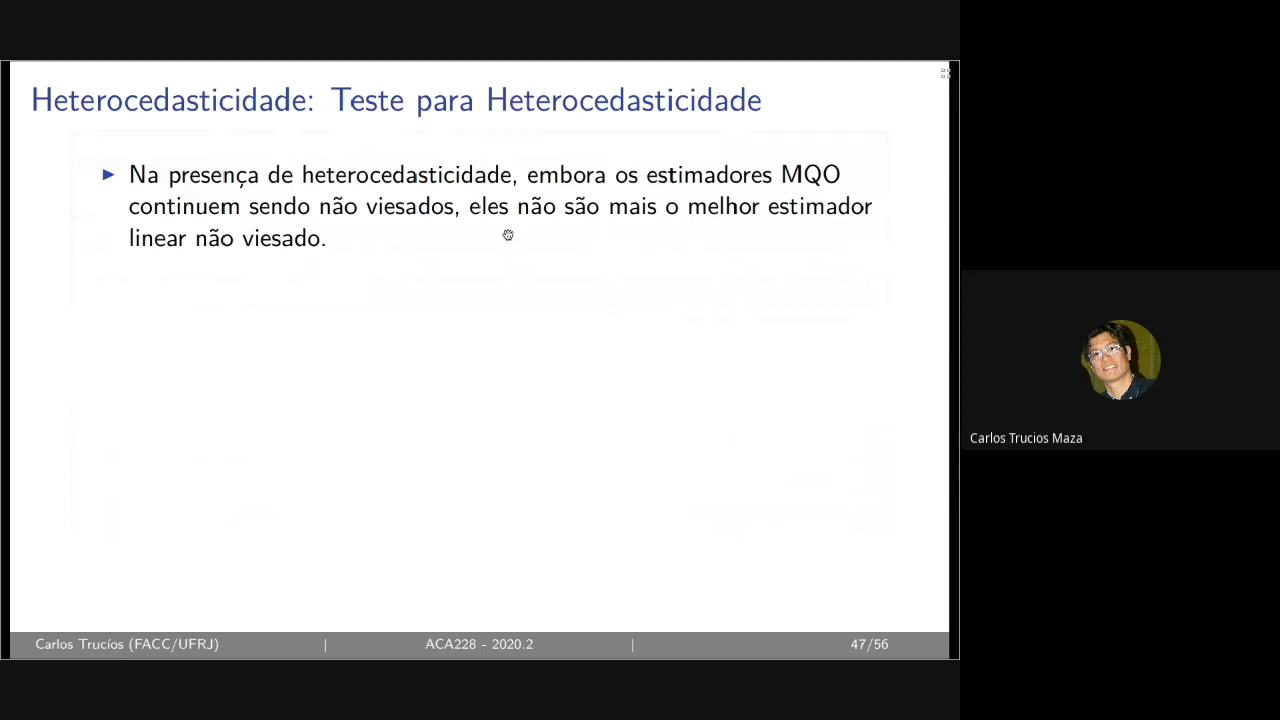 Heterocedasticidade: Teste para Heterocedasticidade
Na presença de heterocedasticidade, embora os estimadores MQO
continuem sendo não viesados, eles não são mais o melhor estimador
linear não viesado.
Carlos Trucíos (FACC/UFRJ) | ACA228 - 2020.2 | 47/56
Carlos Trucios Maza